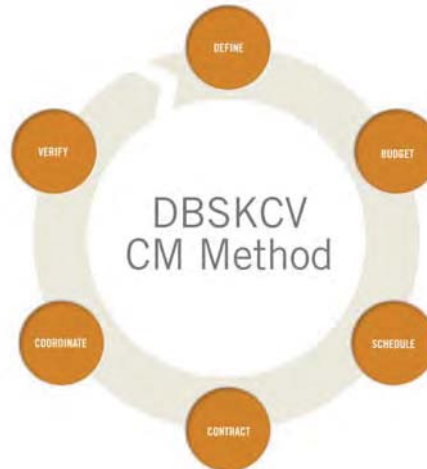 DEFINE
BUDGET
SCHEDULE
CONTRACT
COORDINATE
VERIFY
DBSKCV
CM Method